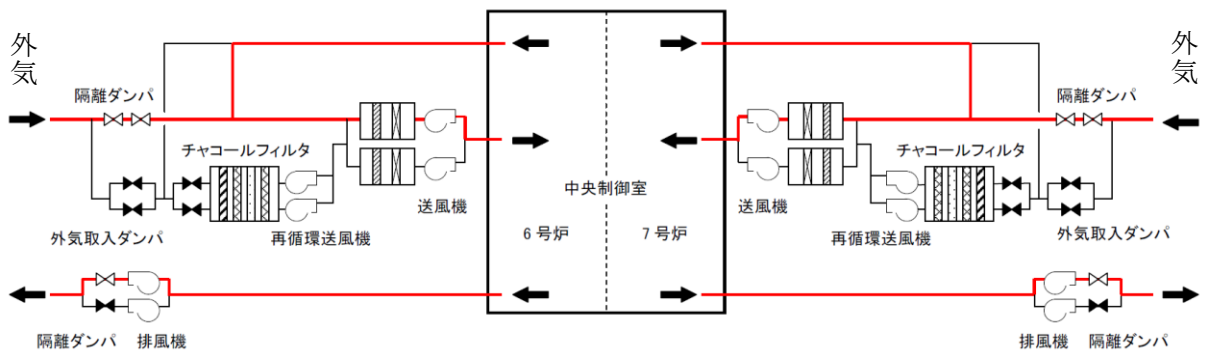 外気
隔離ダンパ
チャコールフィルタ
外気取入ダンパ
再循環送風機
送風機
隔離ダンパ
排風機
中央制御室
6号炉
7号炉
外気
隔離ダンパ
チャコールフィルタ
送風機
再循環送風機
外気取入ダンパ
排風機
隔離ダンパ